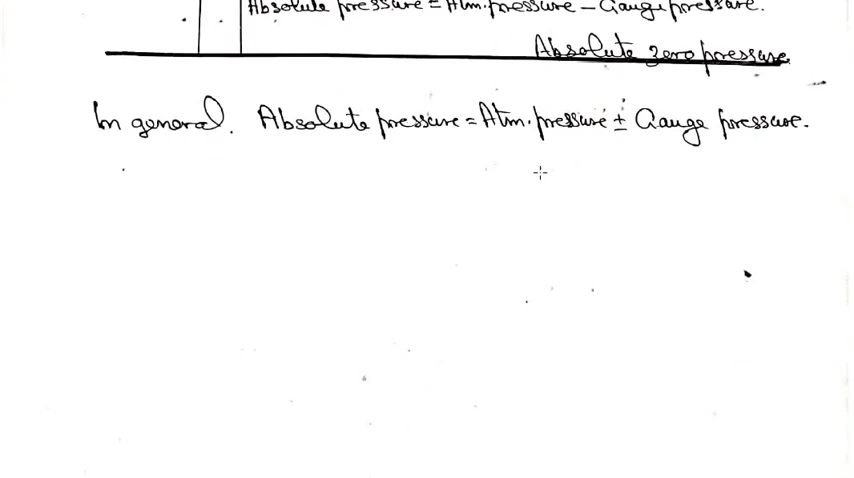 Absolute pressure = Atm. pressure - Gauge pressure.
Absolute zero pressure.
In general. Absolute pressure = Atm. pressure ± Gauge pressure.